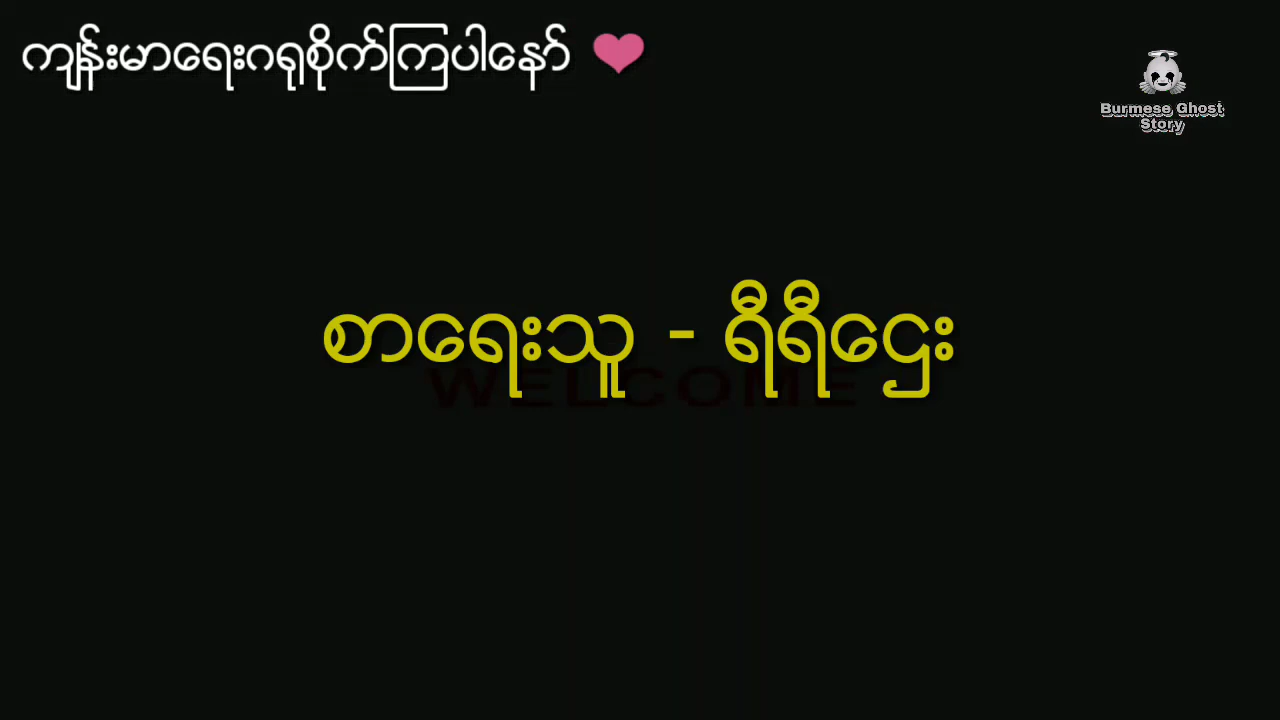 ကျန်းမာရေးဂရုစိုက်ကြပါနော် ❤
Burmese Ghost
Story
စာရေးသူ - ရီရီဌေး
WELCOME